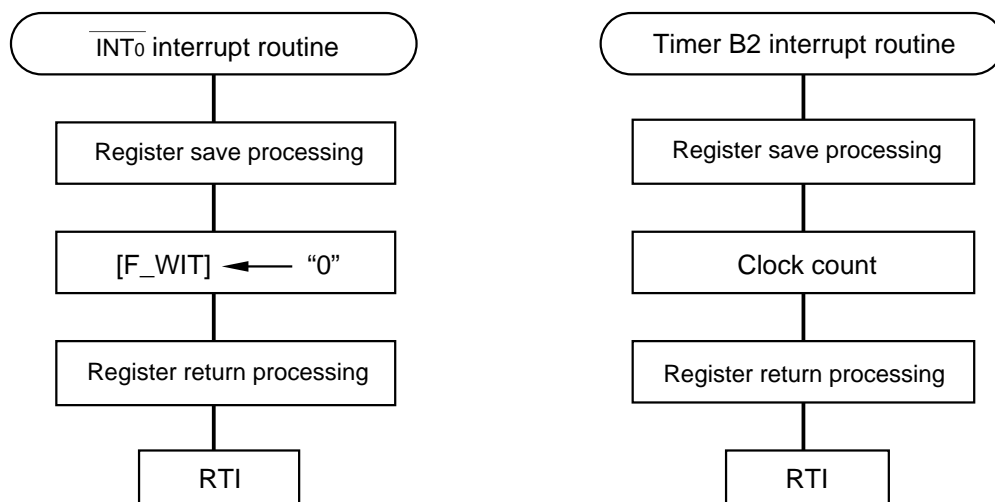 INT0 interrupt routine
Register save processing
[F_WIT] ← “0”
Register return processing
RTI
Timer B2 interrupt routine
Register save processing
Clock count
Register return processing
RTI